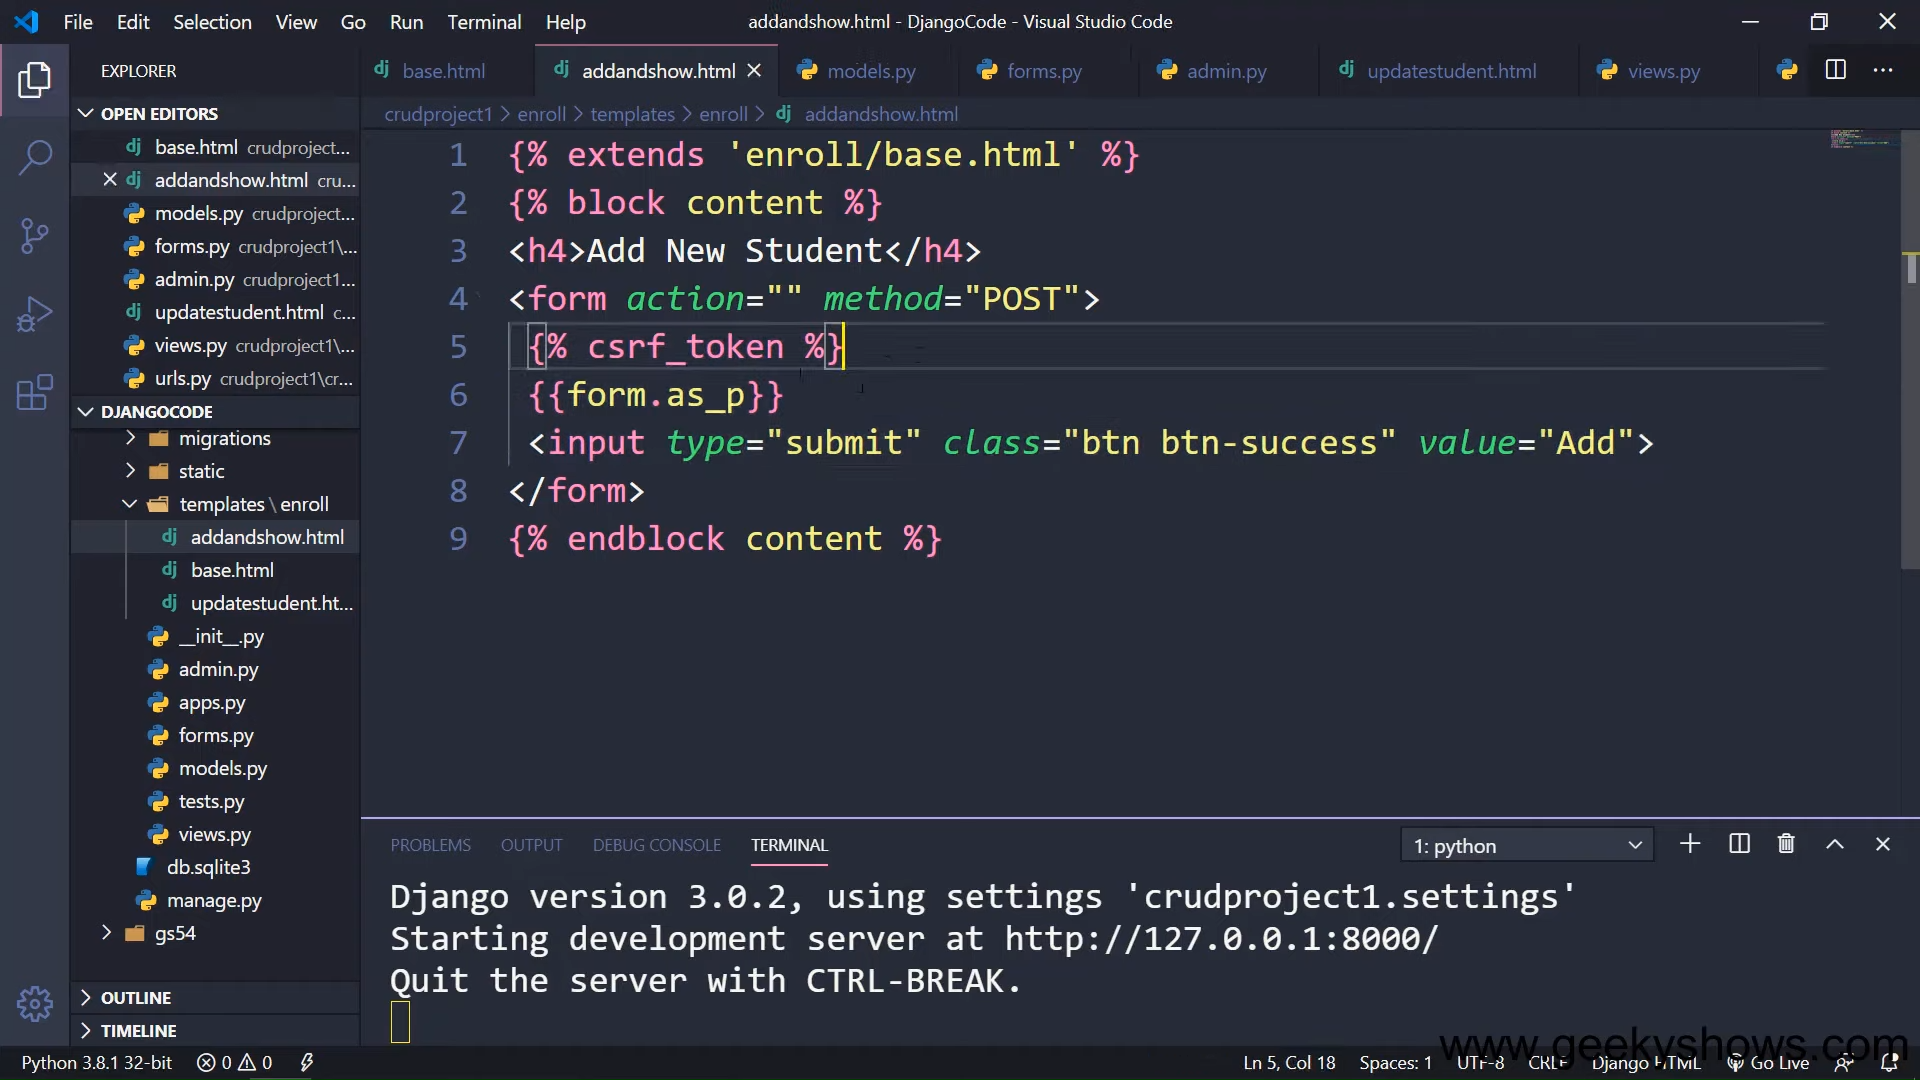 File Edit Selection View Go Run Terminal Help
addandshow.html - DjangoCode - Visual Studio Code
EXPLORER
base.html addandshow.html models.py forms.py admin.py updatestudent.html views.py
OPEN EDITORS
base.html crudproject...
addandshow.html cru...
models.py crudproject...
forms.py crudproject1\...
admin.py crudproject1...
updatestudent.html c...
views.py crudproject1\...
urls.py crudproject1\cr...
DJANGOCODE
migrations
static
templates \ enroll
addandshow.html
base.html
updatestudent.ht...
__init__.py
admin.py
apps.py
forms.py
models.py
tests.py
views.py
db.sqlite3
manage.py
gs54
OUTLINE
TIMELINE
crudproject1 > enroll > templates > enroll > addandshow.html
1 {% extends 'enroll/base.html' %}
2 {% block content %}
3 <h4>Add New Student</h4>
4 <form action="" method="POST">
5 {% csrf_token %}
6 {{form.as_p}}
7 <input type="submit" class="btn btn-success" value="Add">
8 </form>
9 {% endblock content %}
PROBLEMS OUTPUT DEBUG CONSOLE TERMINAL
1: python
Django version 3.0.2, using settings 'crudproject1.settings'
Starting development server at http://127.0.0.1:8000/
Quit the server with CTRL-BREAK.
www.geekyshows.com
Python 3.8.1 32-bit 0 0
Ln 5, Col 18 Spaces: 1 UTF-8 CRLF Django HTML Go Live